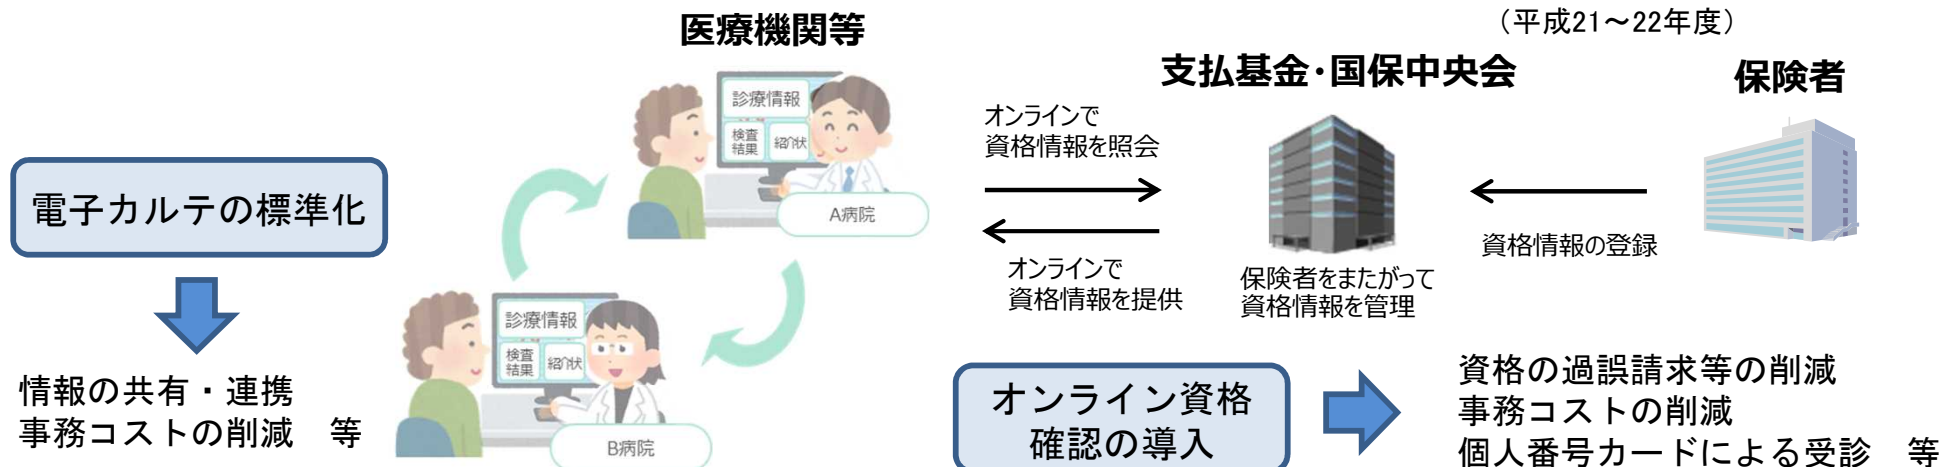 （平成21～22年度）
医療機関等
支払基金･国保中央会
保険者
診療情報
検査
結果
紹介状
A病院
オンラインで
資格情報を照会
オンラインで
資格情報を提供
保険者をまたがって
資格情報を管理
資格情報の登録
電子カルテの標準化
情報の共有・連携
事務コストの削減　等
診療情報
検査
結果
紹介状
B病院
オンライン資格
確認の導入
資格の過誤請求等の削減
事務コストの削減
個人番号カードによる受診　等